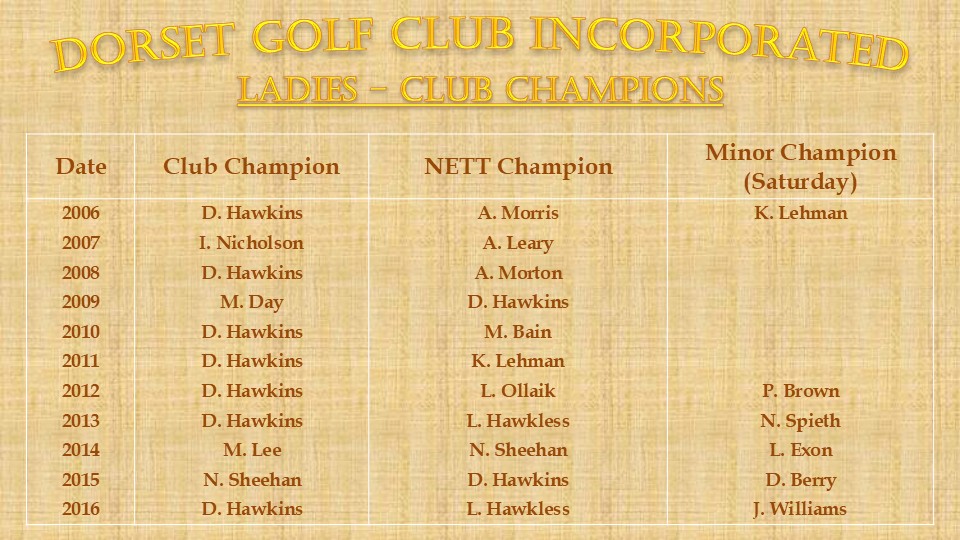 DORSET GOLF CLUB INCORPORATED
LADIES – CLUB CHAMPIONS
Date Club Champion NETT Champion Minor Champion (Saturday)
2006 D. Hawkins A. Morris K. Lehman
2007 I. Nicholson A. Leary
2008 D. Hawkins A. Morton
2009 M. Day D. Hawkins
2010 D. Hawkins M. Bain
2011 D. Hawkins K. Lehman
2012 D. Hawkins L. Ollaik P. Brown
2013 D. Hawkins L. Hawkless N. Spieth
2014 M. Lee N. Sheehan L. Exon
2015 N. Sheehan D. Hawkins D. Berry
2016 D. Hawkins L. Hawkless J. Williams